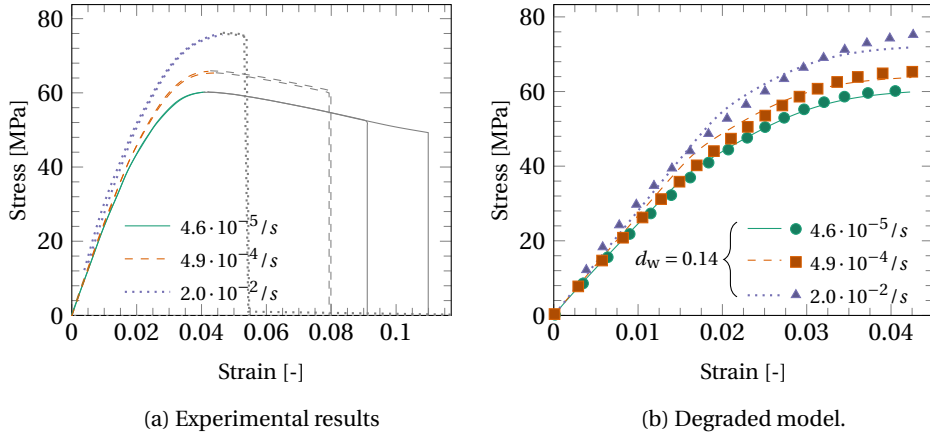 80
60
40
20
0
Stress [MPa]
4.6 · 10⁻⁵/s
4.9 · 10⁻⁴/s
2.0 · 10⁻²/s
0 0.02 0.04 0.06 0.08 0.1
Strain [-]
(a) Experimental results
80
60
40
20
0
Stress [MPa]
d_w = 0.14
4.6 · 10⁻⁵/s
4.9 · 10⁻⁴/s
2.0 · 10⁻²/s
0 0.01 0.02 0.03 0.04
Strain [-]
(b) Degraded model.